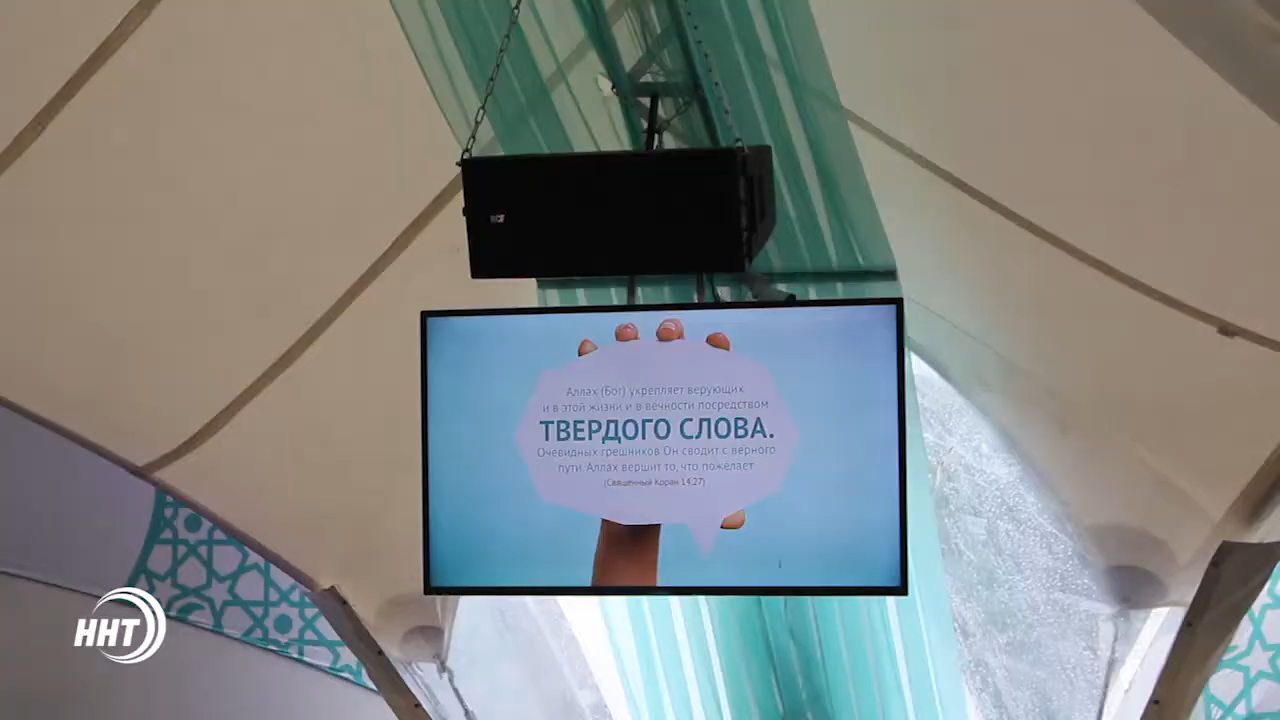 RCF
Аллах (Бог) укрепляет верующих
и в этой жизни и в вечности посредством
ТВЕРДОГО СЛОВА.
Очевидных грешников Он сводит с верного
пути. Аллах вершит то, что пожелает
(Священный Коран 14:27)
ННТ